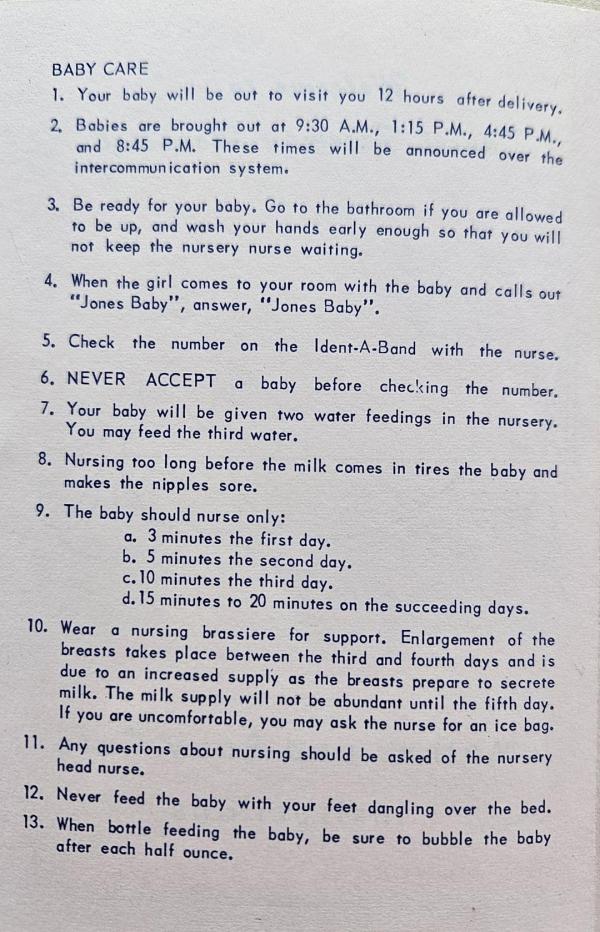 BABY CARE
1. Your baby will be out to visit you 12 hours after delivery.
2. Babies are brought out at 9:30 A.M., 1:15 P.M., 4:45 P.M.,
and 8:45 P.M. These times will be announced over the
intercommunication system.
3. Be ready for your baby. Go to the bathroom if you are allowed
to be up, and wash your hands early enough so that you will
not keep the nursery nurse waiting.
4. When the girl comes to your room with the baby and calls out
"Jones Baby", answer, "Jones Baby".
5. Check the number on the Ident-A-Band with the nurse.
6. NEVER ACCEPT a baby before checking the number.
7. Your baby will be given two water feedings in the nursery.
You may feed the third water.
8. Nursing too long before the milk comes in tires the baby and
makes the nipples sore.
9. The baby should nurse only:
a. 3 minutes the first day.
b. 5 minutes the second day.
c. 10 minutes the third day.
d. 15 minutes to 20 minutes on the succeeding days.
10. Wear a nursing brassiere for support. Enlargement of the
breasts takes place between the third and fourth days and is
due to an increased supply as the breasts prepare to secrete
milk. The milk supply will not be abundant until the fifth day.
If you are uncomfortable, you may ask the nurse for an ice bag.
11. Any questions about nursing should be asked of the nursery
head nurse.
12. Never feed the baby with your feet dangling over the bed.
13. When bottle feeding the baby, be sure to bubble the baby
after each half ounce.